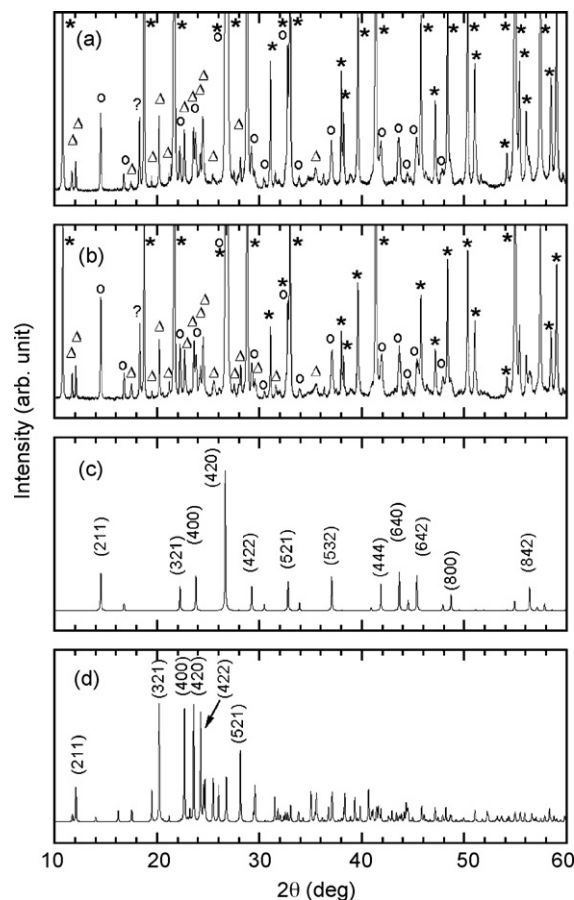 (a)
?
(b)
?
(c)
(211)
(321)
(400)
(420)
(422)
(521)
(532)
(444)
(640)
(642)
(800)
(842)
(d)
(211)
(321)
(400)
(420)
(422)
(521)
10 20 30 40 50 60
2θ (deg)
Intensity (arb. unit)